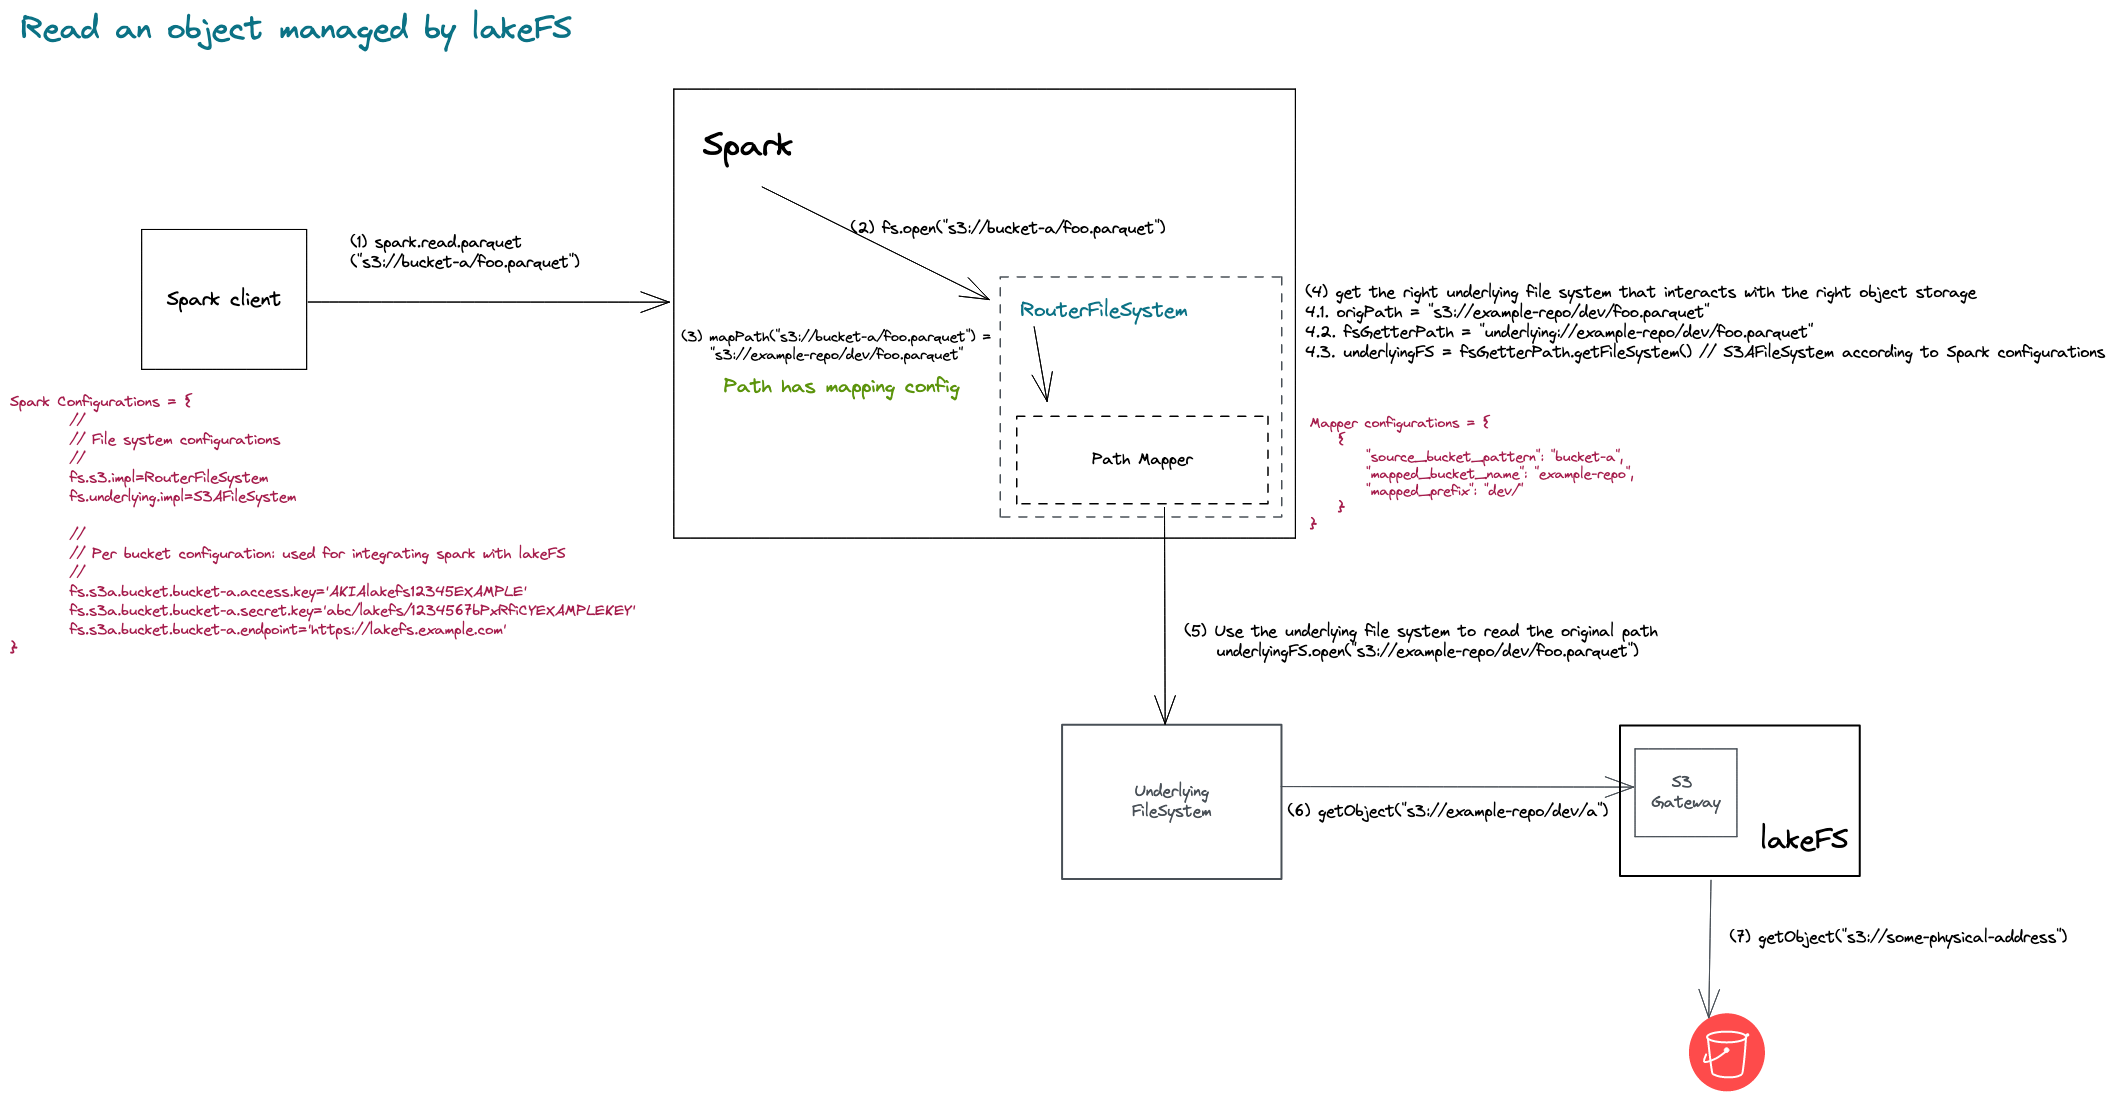 Read an object managed by lakeFS
Spark
(2) fs.open("s3://bucket-a/foo.parquet")
(1) spark.read.parquet
("s3://bucket-a/foo.parquet")
Spark client
RouterFileSystem
(3) mapPath("s3://bucket-a/foo.parquet") =
"s3://example-repo/dev/foo.parquet"
Path has mapping config
Path Mapper
(4) get the right underlying file system that interacts with the right object storage
4.1. origPath = "s3://example-repo/dev/foo.parquet"
4.2. fsGetterPath = "underlying://example-repo/dev/foo.parquet"
4.3. underlyingFS = fsGetterPath.getFileSystem() // S3AFileSystem according to Spark configurations
Spark Configurations = {
//
// File system configurations
//
fs.s3.impl=RouterFileSystem
fs.underlying.impl=S3AFileSystem
//
// Per bucket configuration: used for integrating spark with lakeFS
//
fs.s3a.bucket.bucket-a.access.key='AKIAlakefs12345EXAMPLE'
fs.s3a.bucket.bucket-a.secret.key='abc/lakefs/1234567bPxRfiCYEXAMPLEKEY'
fs.s3a.bucket.bucket-a.endpoint='https://lakefs.example.com'
}
Mapper configurations = {
{
"source_bucket_pattern": "bucket-a",
"mapped_bucket_name": "example-repo",
"mapped_prefix": "dev/"
}
}
(5) Use the underlying file system to read the original path
underlyingFS.open("s3://example-repo/dev/foo.parquet")
Underlying
FileSystem
(6) getObject("s3://example-repo/dev/a")
S3
Gateway
lakeFS
(7) getObject("s3://some-physical-address")